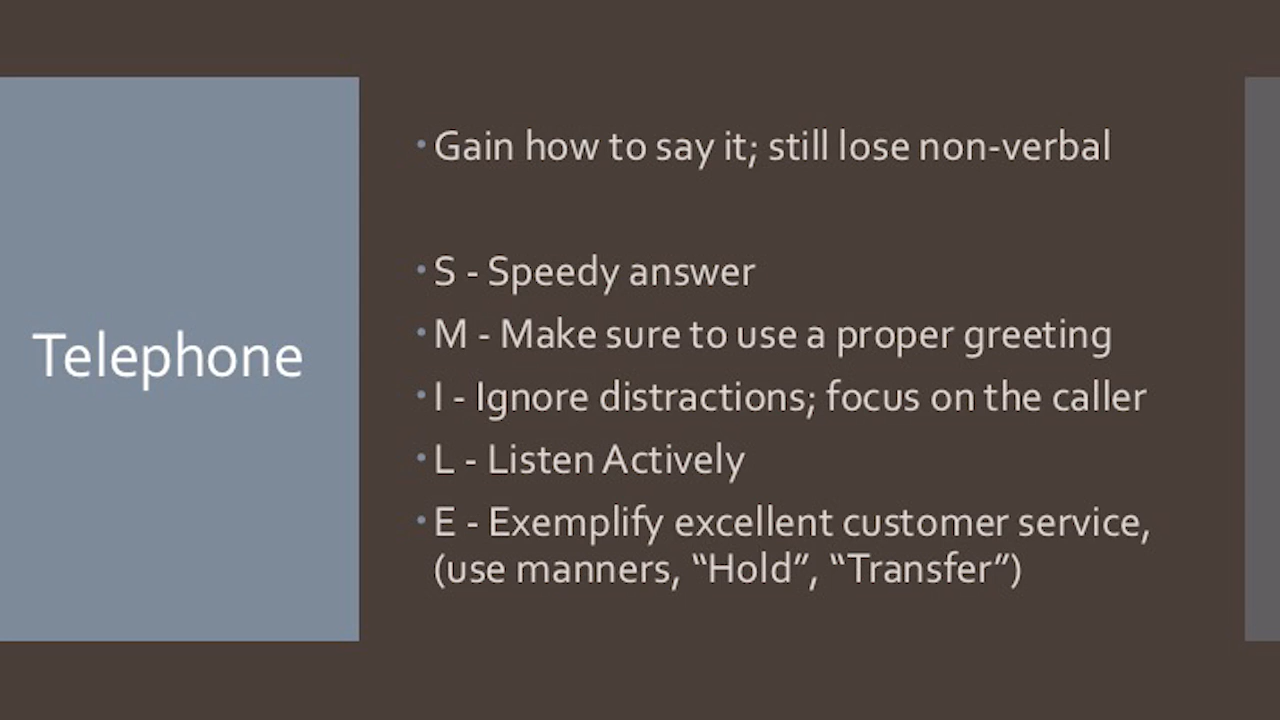 Telephone
• Gain how to say it; still lose non-verbal
• S - Speedy answer
• M - Make sure to use a proper greeting
• I - Ignore distractions; focus on the caller
• L - Listen Actively
• E - Exemplify excellent customer service,
(use manners, “Hold”, “Transfer”)